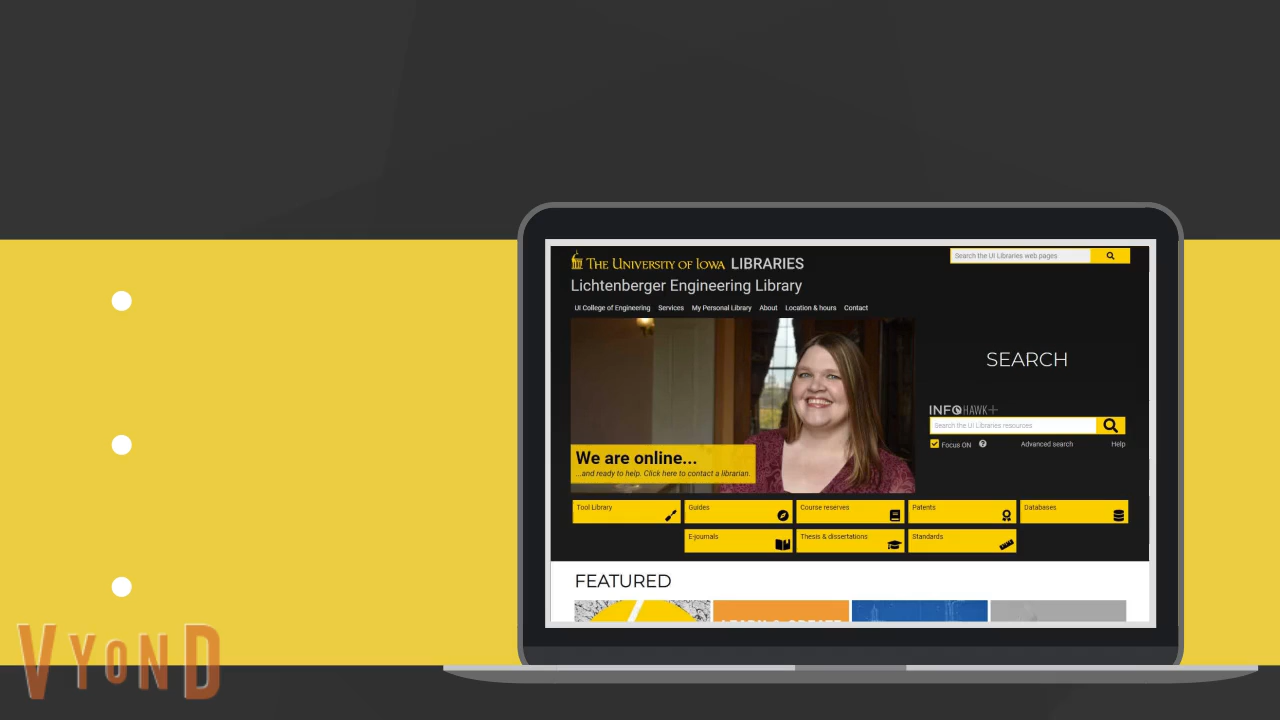 THE UNIVERSITY OF IOWA LIBRARIES
Search the UI Libraries web pages
Lichtenberger Engineering Library
UI College of Engineering Services My Personal Library About Location & hours Contact
SEARCH
INFOHAWK+
Search the UI Libraries resources
Focus ON Advanced search Help
We are online...
...and ready to help. Click here to contact a librarian.
Tool Library Guides Course reserves Patents Databases
E-journals Thesis & dissertations Standards
FEATURED
VYOND